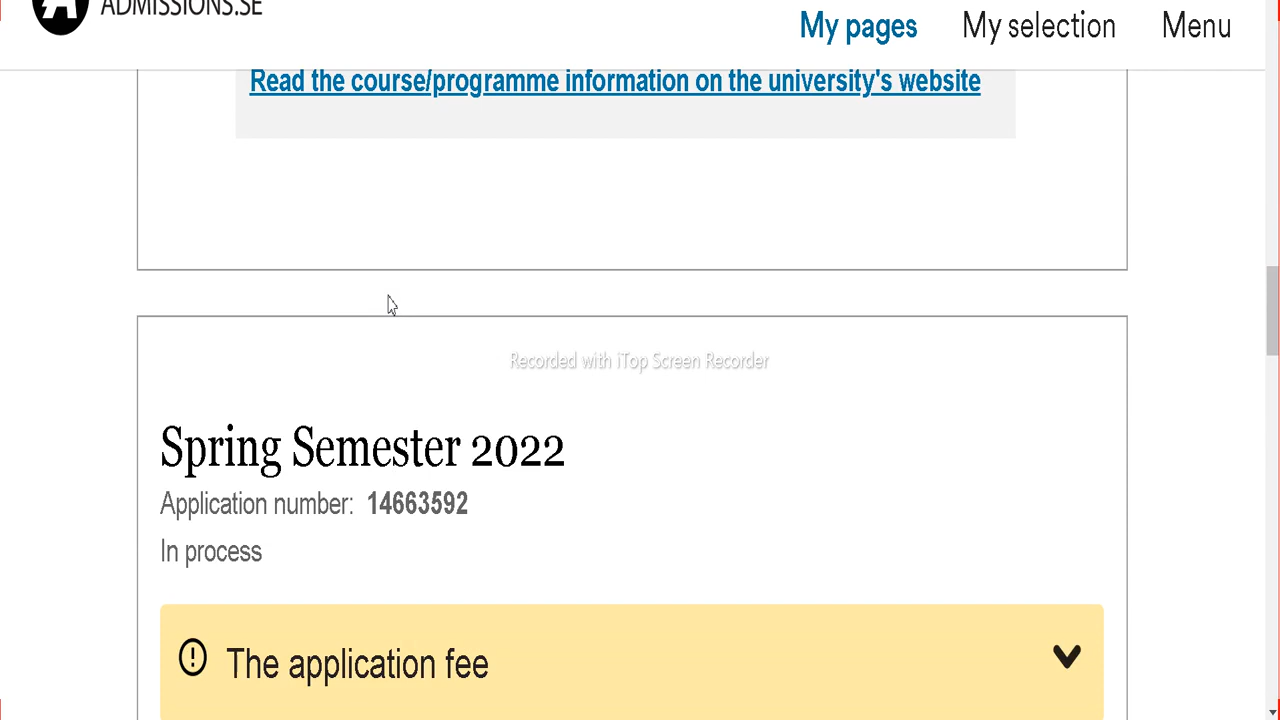 ADMISSIONS.SE
My pages My selection Menu
Read the course/programme information on the university's website
Recorded with iTop Screen Recorder
Spring Semester 2022
Application number: 14663592
In process
The application fee